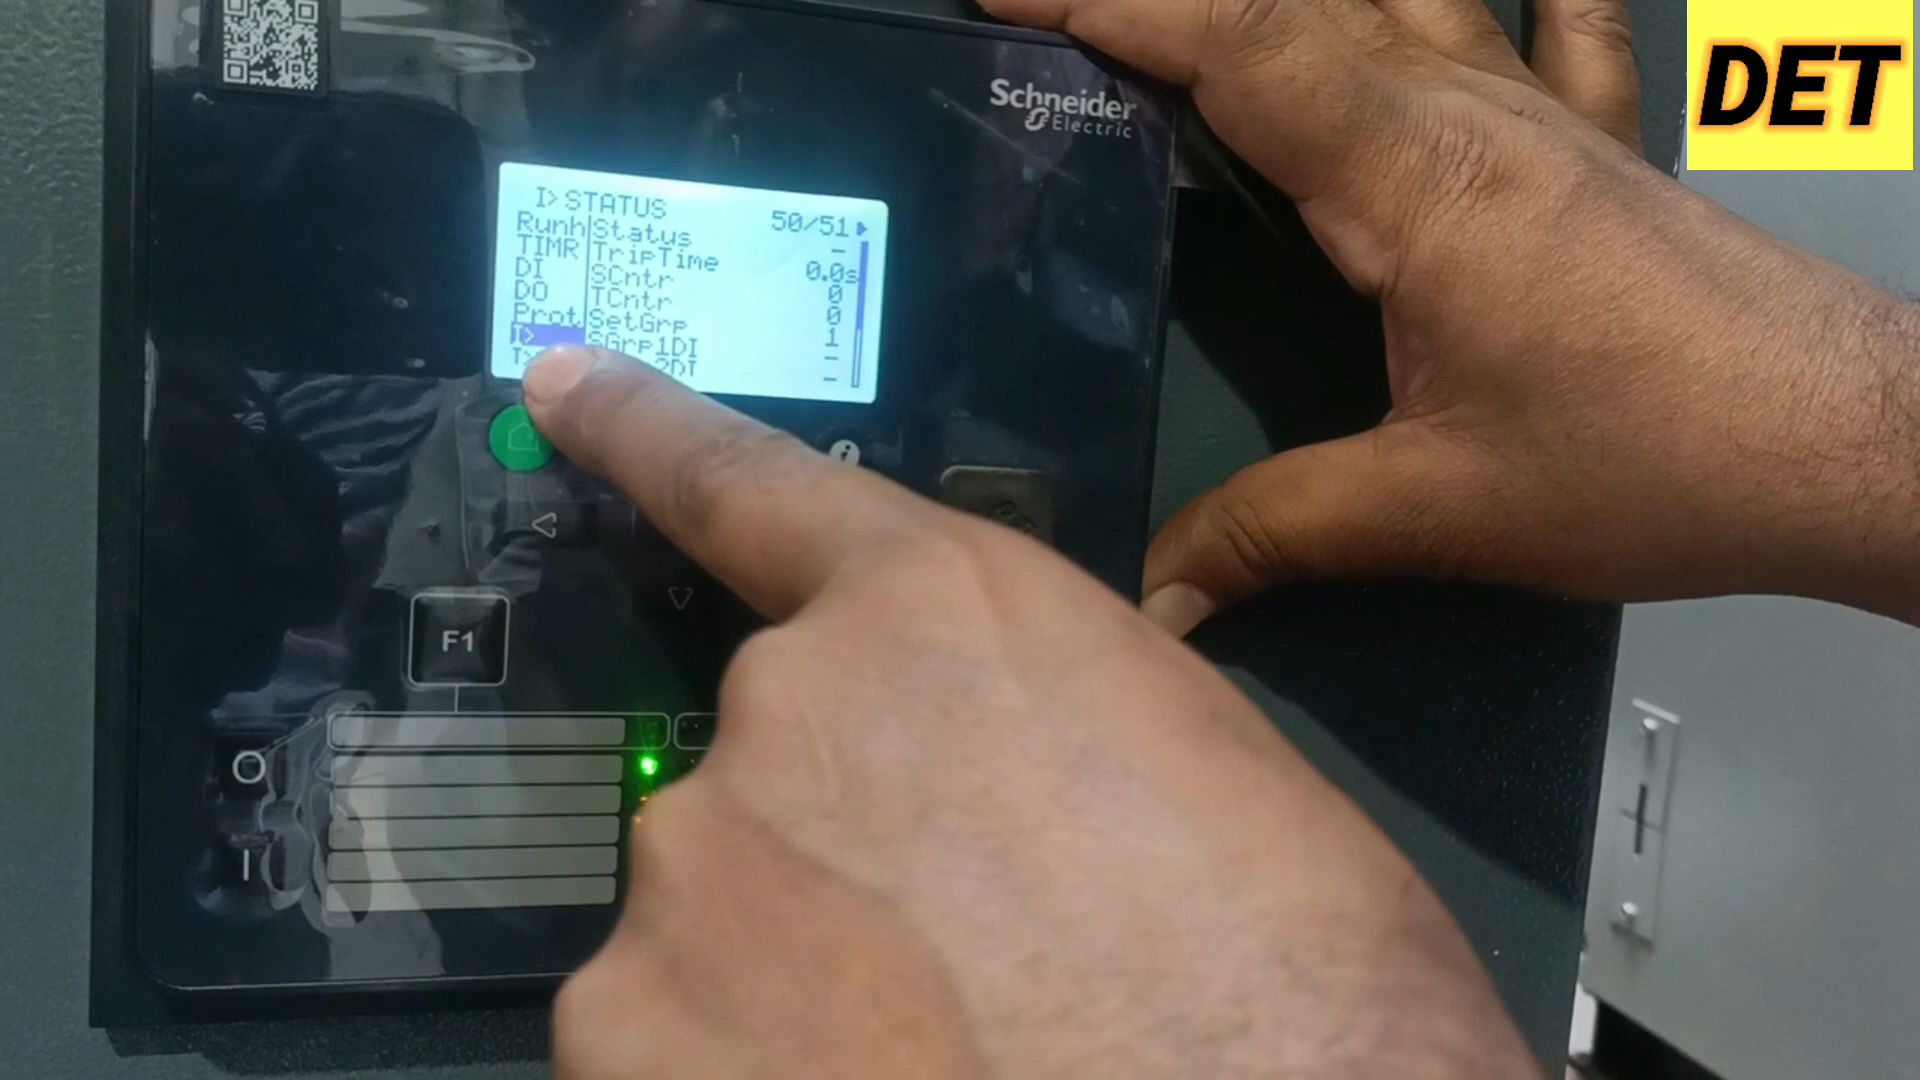 DET
Schneider
Electric
I> STATUS 50/51
Runh Status -
TIMR TripTime 0.0s
DI SCntr 0
DO TCntr 0
Prot SetGrp 1
I> SGrp1DI -
2DI -
F1
O
I